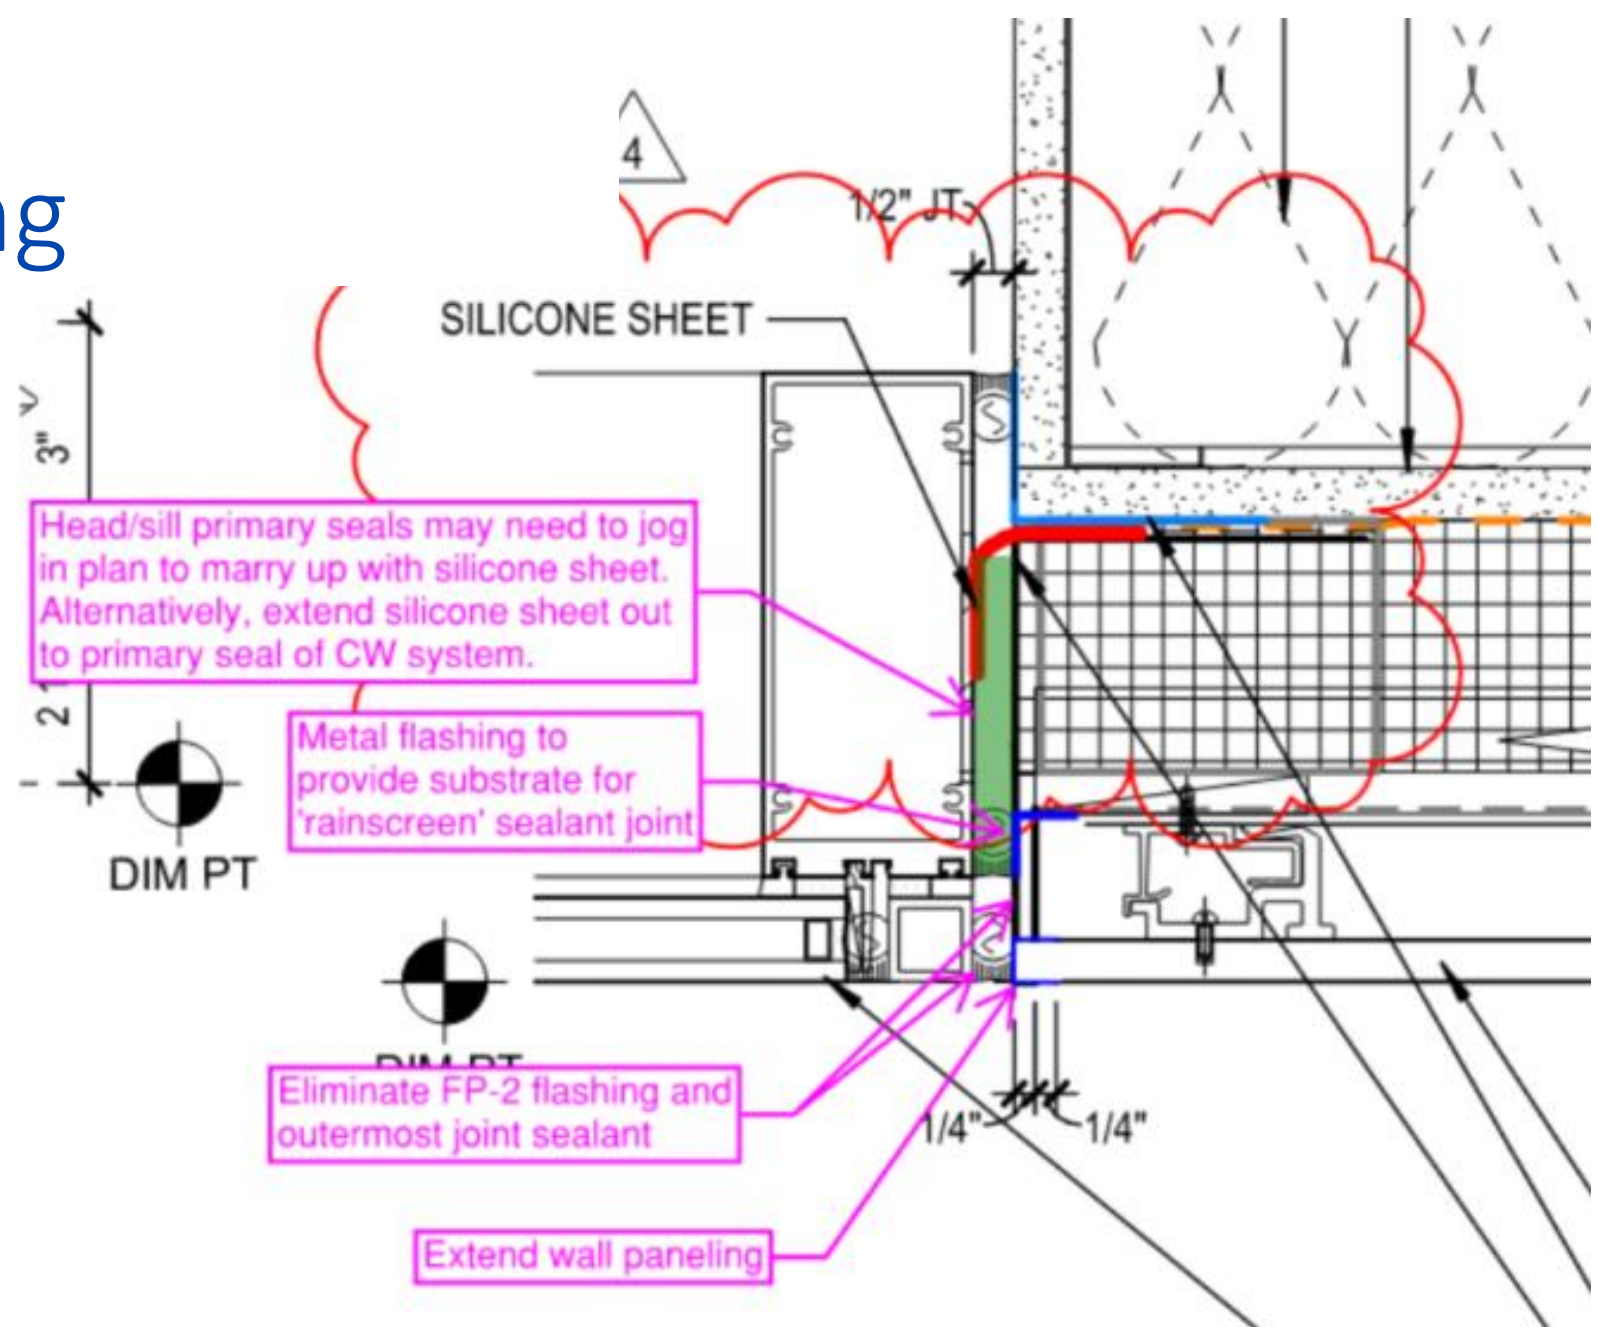 4
1/2" JT
SILICONE SHEET
3"
Head/sill primary seals may need to jog
in plan to marry up with silicone sheet.
Alternatively, extend silicone sheet out
to primary seal of CW system.
2
Metal flashing to
provide substrate for
'rainscreen' sealant joint
DIM PT
DIM PT
Eliminate FP-2 flashing and
outermost joint sealant
1/4"
1/4"
Extend wall paneling